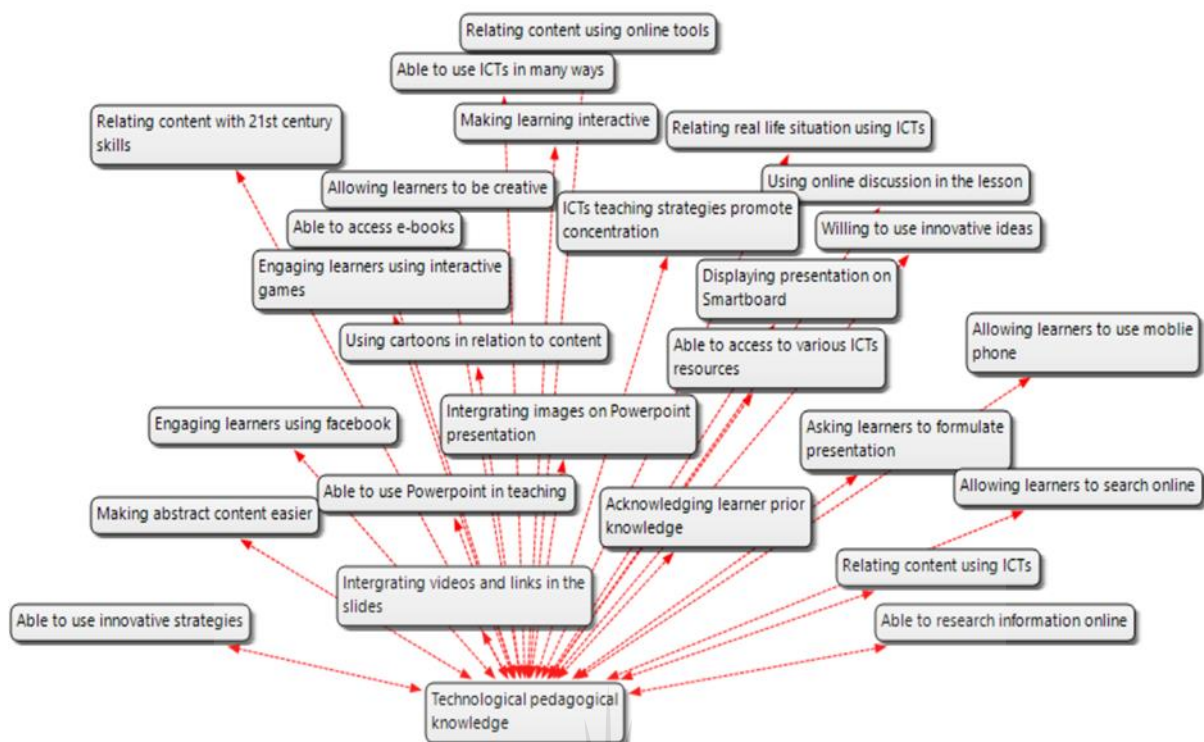 Relating content using online tools
Able to use ICTs in many ways
Relating content with 21st century
skills
Making learning interactive
Relating real life situation using ICTs
Allowing learners to be creative
Using online discussion in the lesson
ICTs teaching strategies promote
concentration
Able to access e-books
Willing to use innovative ideas
Engaging learners using interactive
games
Displaying presentation on
Smartboard
Using cartoons in relation to content
Able to access to various ICTs
resources
Allowing learners to use moblie
phone
Engaging learners using facebook
Intergrating images on Powerpoint
presentation
Asking learners to formulate
presentation
Able to use Powerpoint in teaching
Allowing learners to search online
Making abstract content easier
Acknowledging learner prior
knowledge
Intergrating videos and links in the
slides
Relating content using ICTs
Able to use innovative strategies
Able to research information online
Technological pedagogical
knowledge